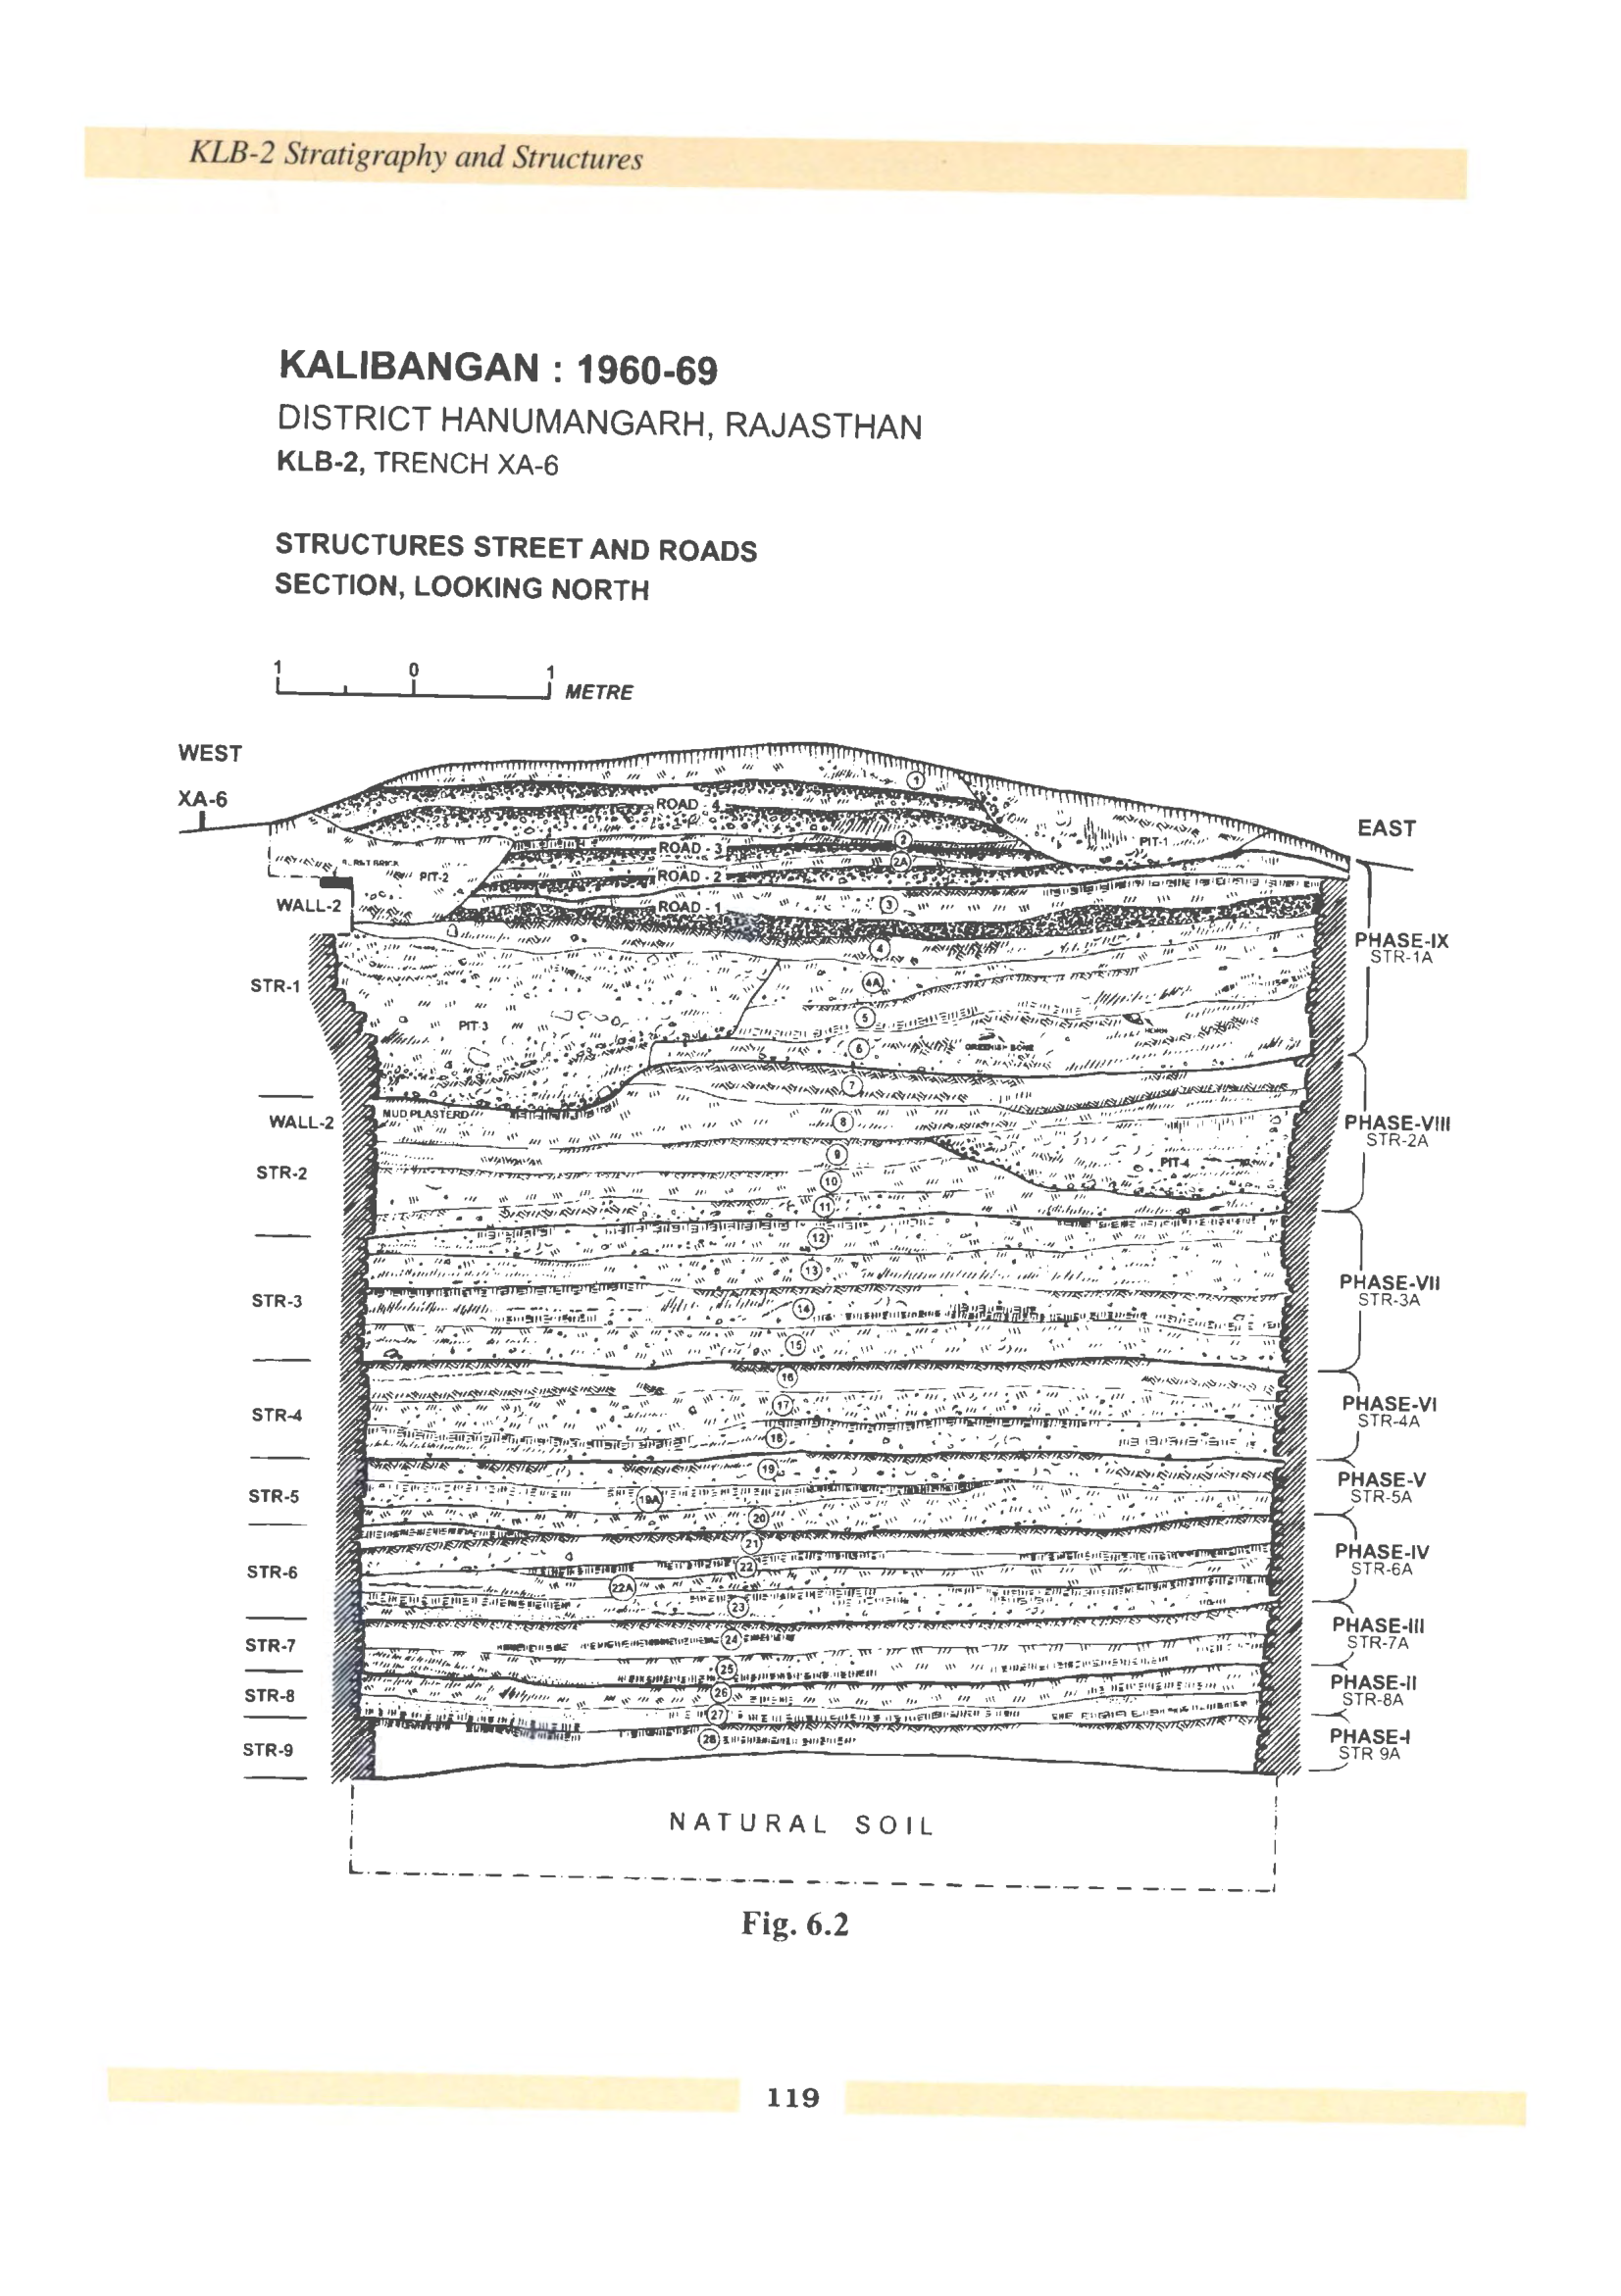 KLB-2 Stratigraphy and Structures
KALIBANGAN : 1960-69
DISTRICT HANUMANGARH, RAJASTHAN
KLB-2, TRENCH XA-6
STRUCTURES STREET AND ROADS
SECTION, LOOKING NORTH
1 0 1 METRE
WEST
XA-6
EAST
1
ROAD - 4
2
PIT-1
ROAD - 3
2A
PIT-2
ROAD - 2
WALL-2
ROAD - 1
3
4
PHASE-IX
STR-1A
STR-1
4A
5
PIT-3
HORN
6
GREENISH BONE
7
MUD PLASTERD
WALL-2
8
PHASE-VIII
STR-2A
9
PIT-4
STR-2
10
11
12
13
PHASE-VII
STR-3A
STR-3
14
15
16
17
PHASE-VI
STR-4A
STR-4
18
19
PHASE-V
STR-5A
STR-5
19A
20
21
PHASE-IV
STR-6A
STR-6
22
22A
23
PHASE-III
STR-7A
STR-7
24
25
PHASE-II
STR-8A
STR-8
26
27
PHASE-I
STR 9A
STR-9
28
NATURAL SOIL
Fig. 6.2
119